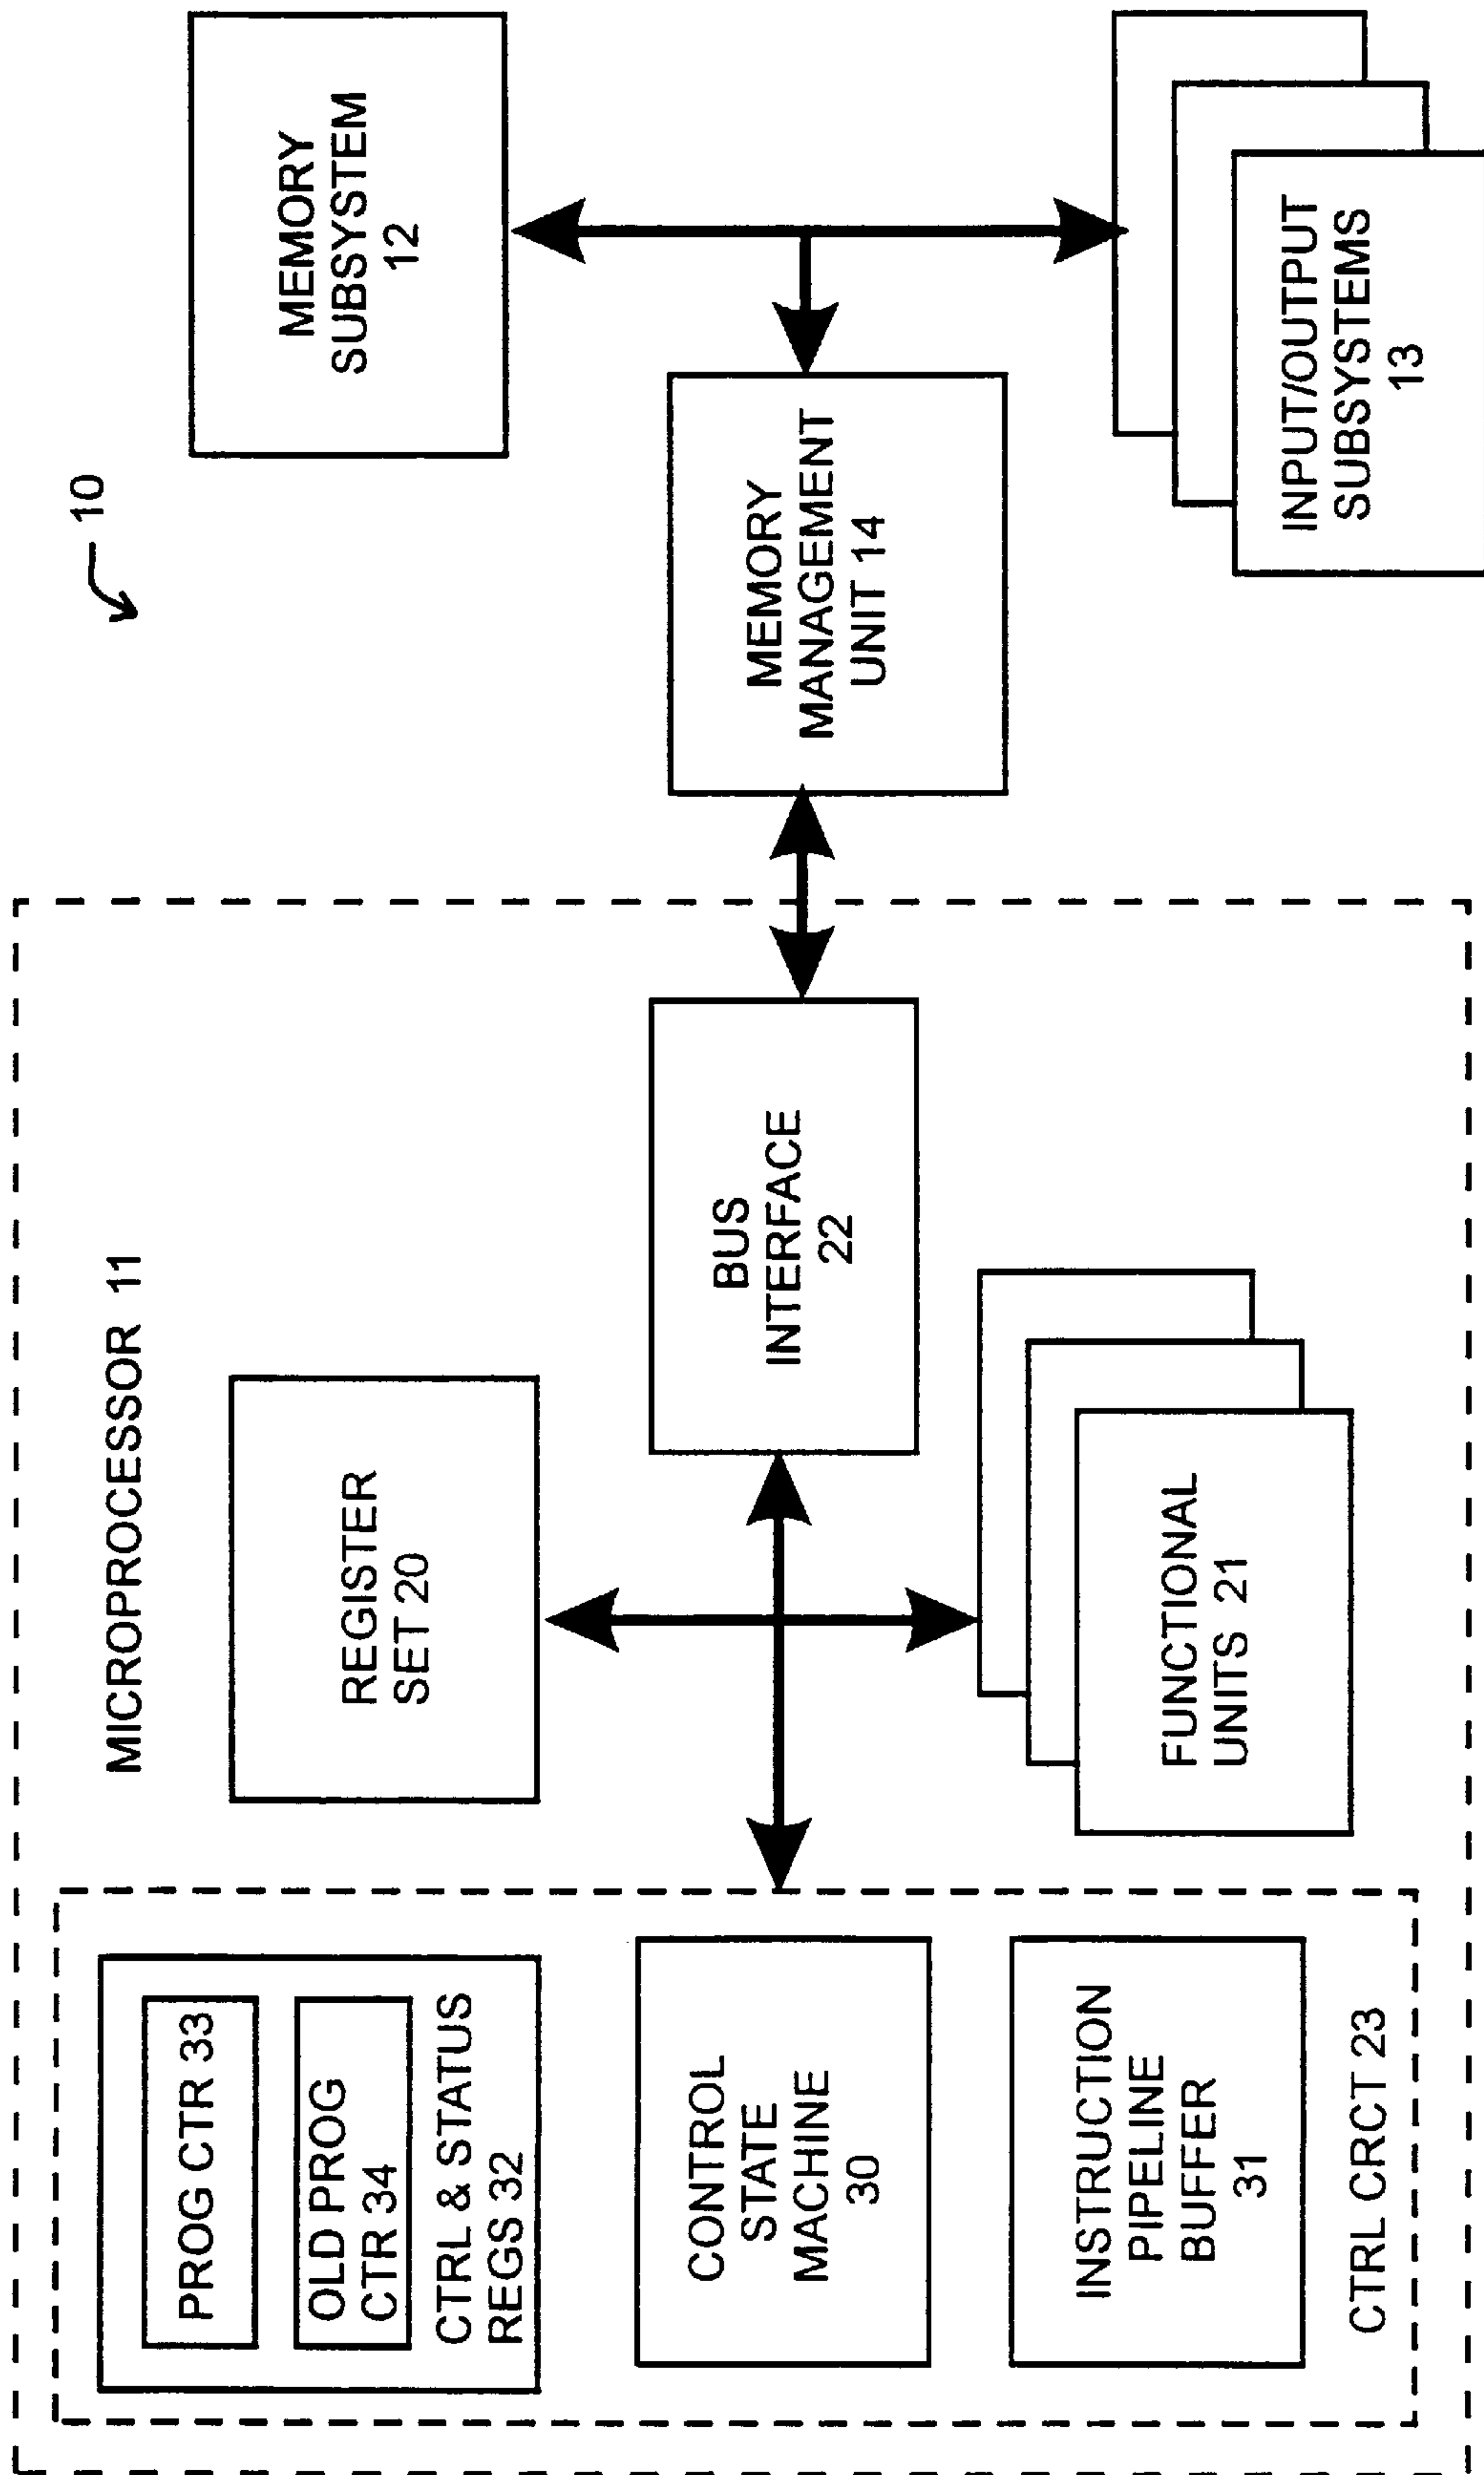 10
MICROPROCESSOR 11
PROG CTR 33
OLD PROG
CTR 34
CTRL & STATUS
REGS 32
CONTROL
STATE
MACHINE
30
INSTRUCTION
PIPELINE
BUFFER
31
CTRL CRCT 23
REGISTER
SET 20
FUNCTIONAL
UNITS 21
BUS
INTERFACE
22
MEMORY
MANAGEMENT
UNIT 14
MEMORY
SUBSYSTEM
12
INPUT/OUTPUT
SUBSYSTEMS
13